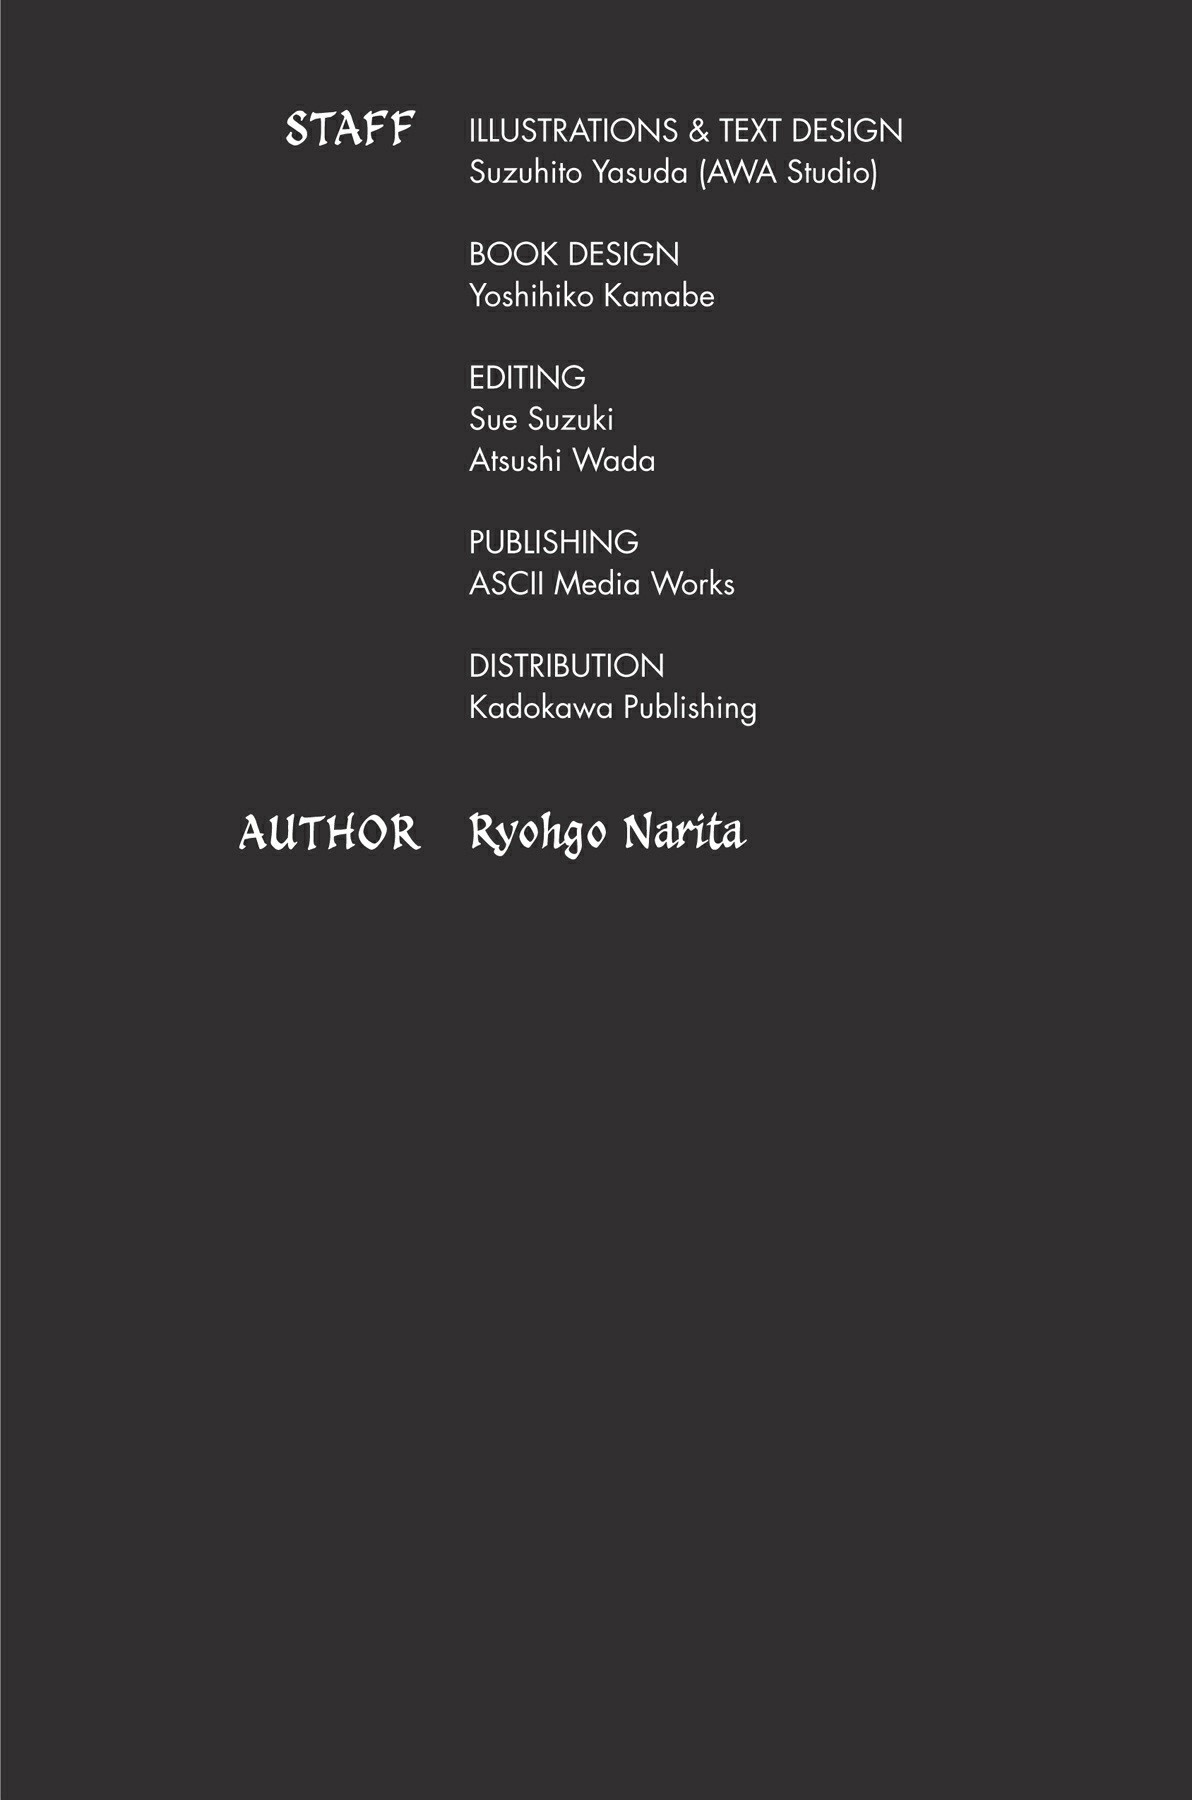 STAFF
ILLUSTRATIONS & TEXT DESIGN
Suzuhito Yasuda (AWA Studio)
BOOK DESIGN
Yoshihiko Kamabe
EDITING
Sue Suzuki
Atsushi Wada
PUBLISHING
ASCII Media Works
DISTRIBUTION
Kadokawa Publishing
AUTHOR
Ryohgo Narita